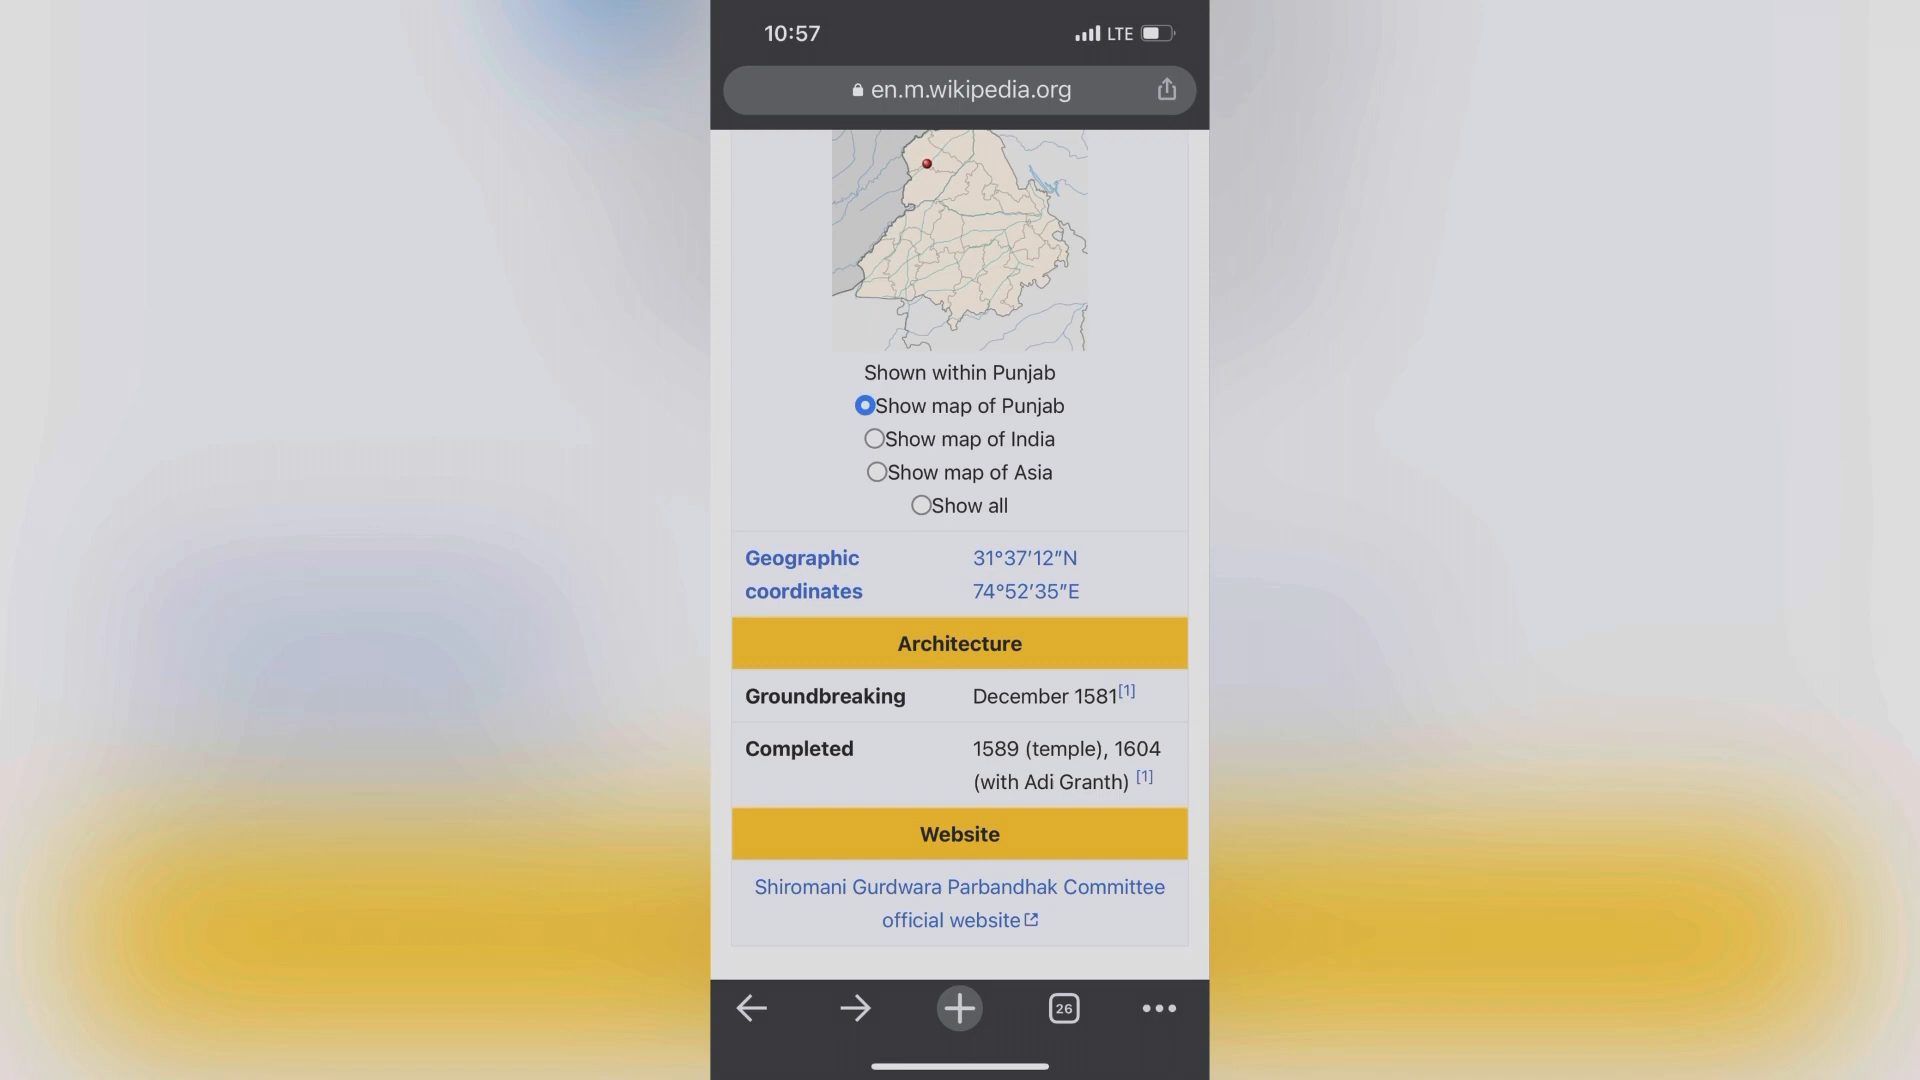 10:57
LTE
en.m.wikipedia.org
Shown within Punjab
Show map of Punjab
Show map of India
Show map of Asia
Show all
Geographic coordinates
31°37′12″N 74°52′35″E
Architecture
Groundbreaking December 1581[1]
Completed 1589 (temple), 1604
(with Adi Granth) [1]
Website
Shiromani Gurdwara Parbandhak Committee
official website
26